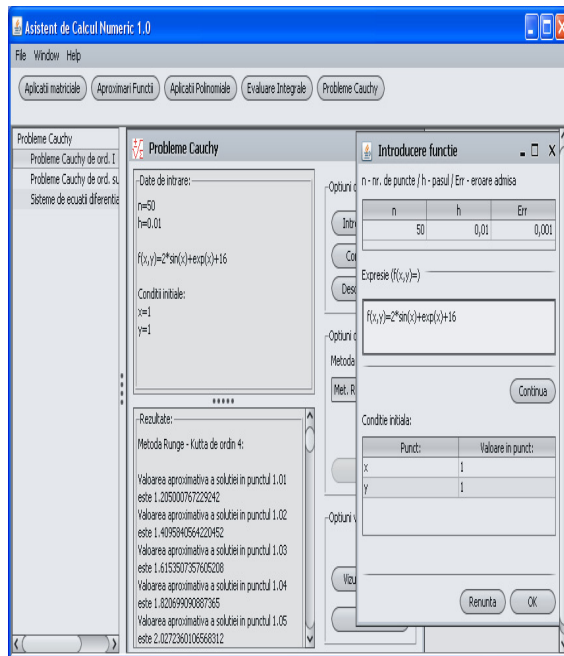 Asistent de Calcul Numeric 1.0
File Window Help
Aplicatii matriciale Aproximari Functii Aplicatii Polinomiale Evaluare Integrale Probleme Cauchy
Probleme Cauchy
Probleme Cauchy de ord. I
Probleme Cauchy de ord. su
Sisteme de ecuatii diferentia
Probleme Cauchy
Date de intrare:
n=50
h=0.01
f(x,y)=2*sin(x)+exp(x)+16
Conditii initiale:
x=1
y=1
Rezultate:
Metoda Runge - Kutta de ordin 4:
Valoarea aproximativa a solutiei in punctul 1.01
este 1.205000767229242
Valoarea aproximativa a solutiei in punctul 1.02
este 1.4095840564220452
Valoarea aproximativa a solutiei in punctul 1.03
este 1.6153507357605208
Valoarea aproximativa a solutiei in punctul 1.04
este 1.820699090887365
Valoarea aproximativa a solutiei in punctul 1.05
este 2.0272360106568312
Optiuni d
Intr
Co
Desc
Optiuni d
Metoda
Met. R
Optiuni v
Vizu
Introducere functie
n - nr. de puncte / h - pasul / Err - eroare admisa
n h Err
50 0,01 0,001
Expresie (f(x,y)=)
f(x,y)=2*sin(x)+exp(x)+16
Continua
Conditie initiala:
Punct: Valoare in punct:
x 1
y 1
Renunta OK